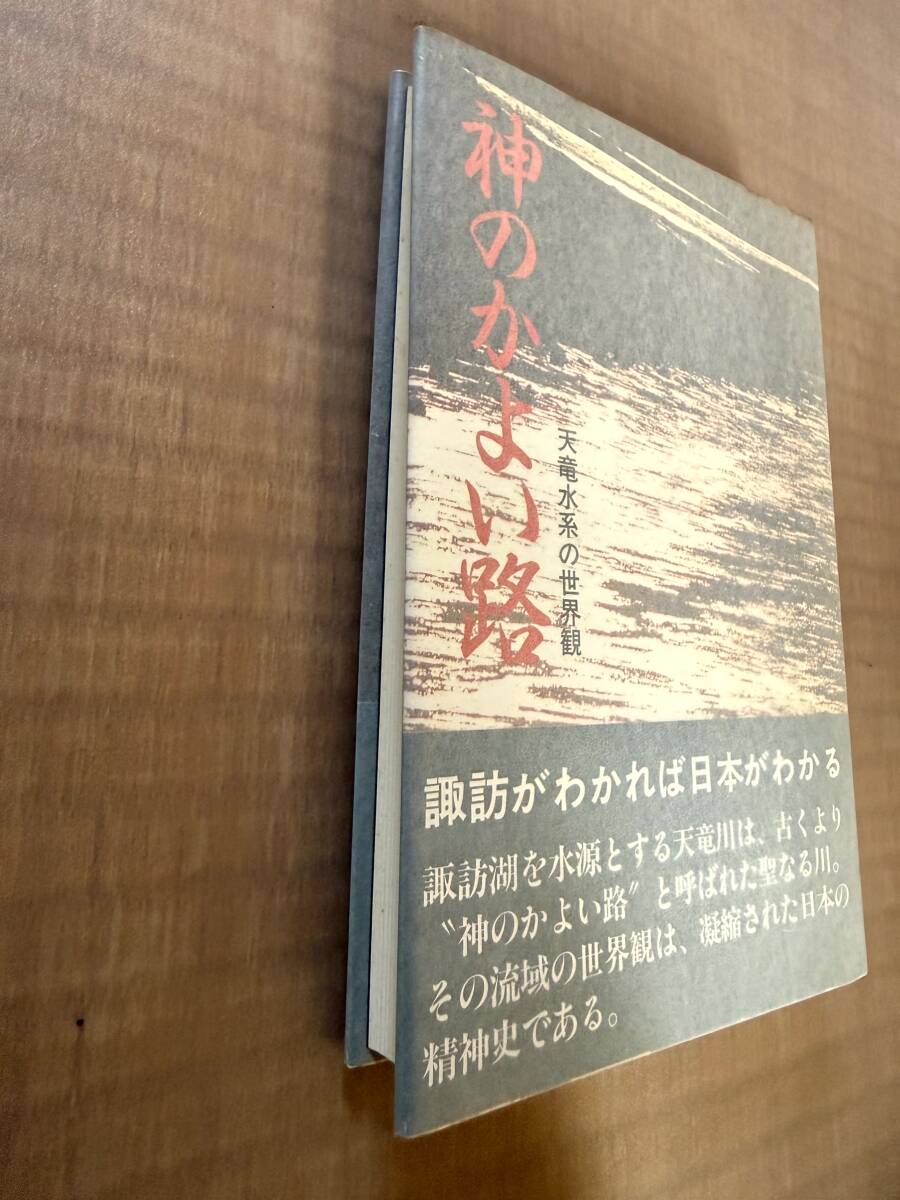 神のかよい路
天竜水系の世界観
諏訪がわかれば日本がわかる
諏訪湖を水源とする天竜川は、古くより
〝神のかよい路〟と呼ばれた聖なる川。
その流域の世界観は、凝縮された日本の
精神史である。